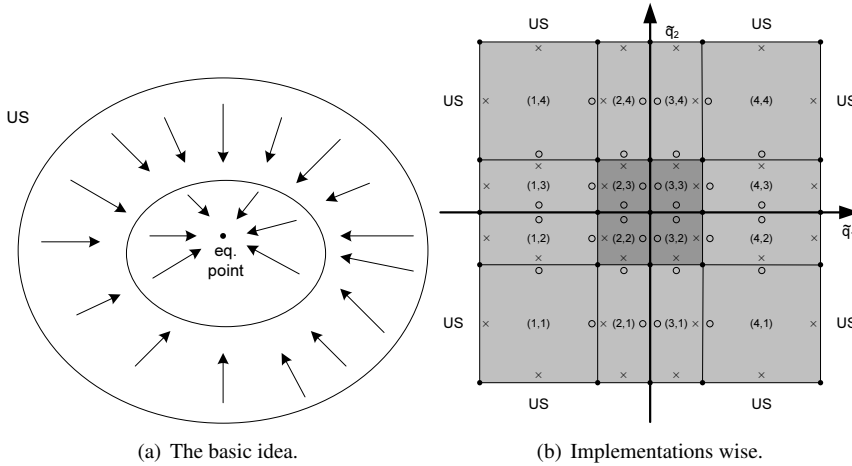 US
eq.
point
(a) The basic idea.
US US
q̃₂
US (1,4) (2,4) (3,4) (4,4) US
(1,3) (2,3) (3,3) (4,3)
q̃
(1,2) (2,2) (3,2) (4,2)
US (1,1) (2,1) (3,1) (4,1) US
US US
(b) Implementations wise.